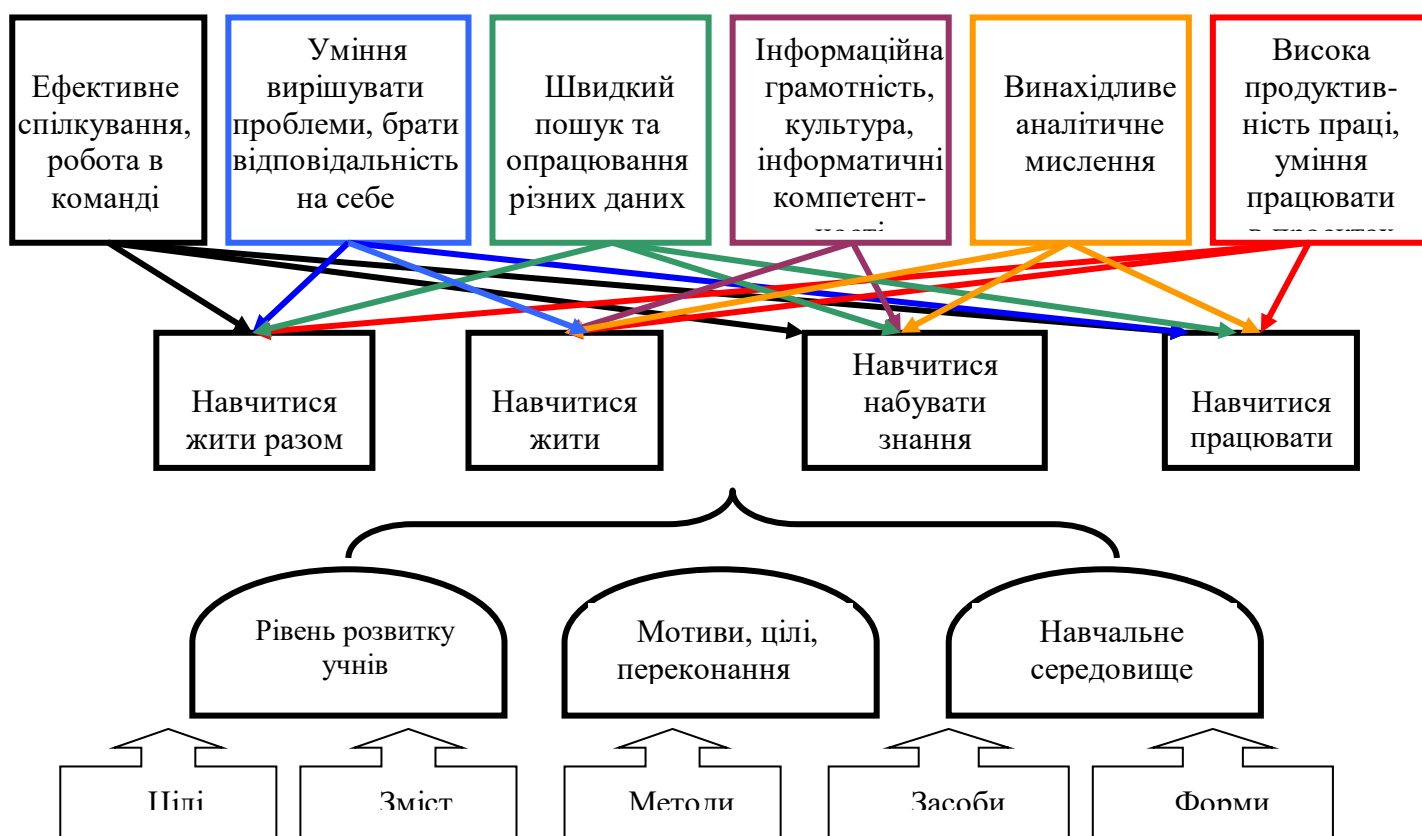 Ефективне
спілкування,
робота в
команді
Уміння
вирішувати
проблеми, брати
відповідальність
на себе
Швидкий
пошук та
опрацювання
різних даних
Інформаційна
грамотність,
культура,
інформатичні
компетент-
ності
Винахідливе
аналітичне
мислення
Висока
продуктив-
ність праці,
уміння
працювати
в проектах
Навчитися
жити разом
Навчитися
жити
Навчитися
набувати
знання
Навчитися
працювати
Рівень розвитку
учнів
Мотиви, цілі,
переконання
Навчальне
середовище
Цілі
Зміст
Методи
Засоби
Форми